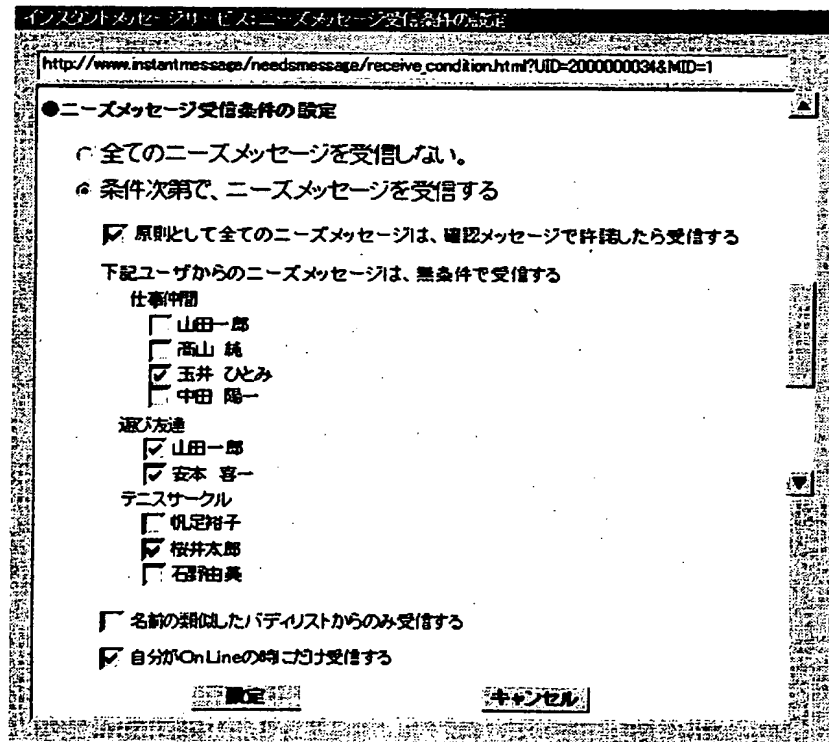 インスタントメッセージサービス:ニーズメッセージ受信条件の設定
http://www.instantmessage/needsmessage/receive_condition.html?UID=2000000034&MID=1
●ニーズメッセージ受信条件の設定
全てのニーズメッセージを受信しない。
条件次第で、ニーズメッセージを受信する
原則として全てのニーズメッセージは、確認メッセージで許諾したら受信する
下記ユーザからのニーズメッセージは、無条件で受信する
仕事仲間
山田一郎
高山 純
玉井 ひとみ
中田 陽一
遊び友達
山田一郎
安本 容一
テニスサークル
帆足裕子
桜井太郎
石野由美
名前の類似したバディリストからのみ受信する
自分がOnLineの時にだけ受信する
設定
キャンセル